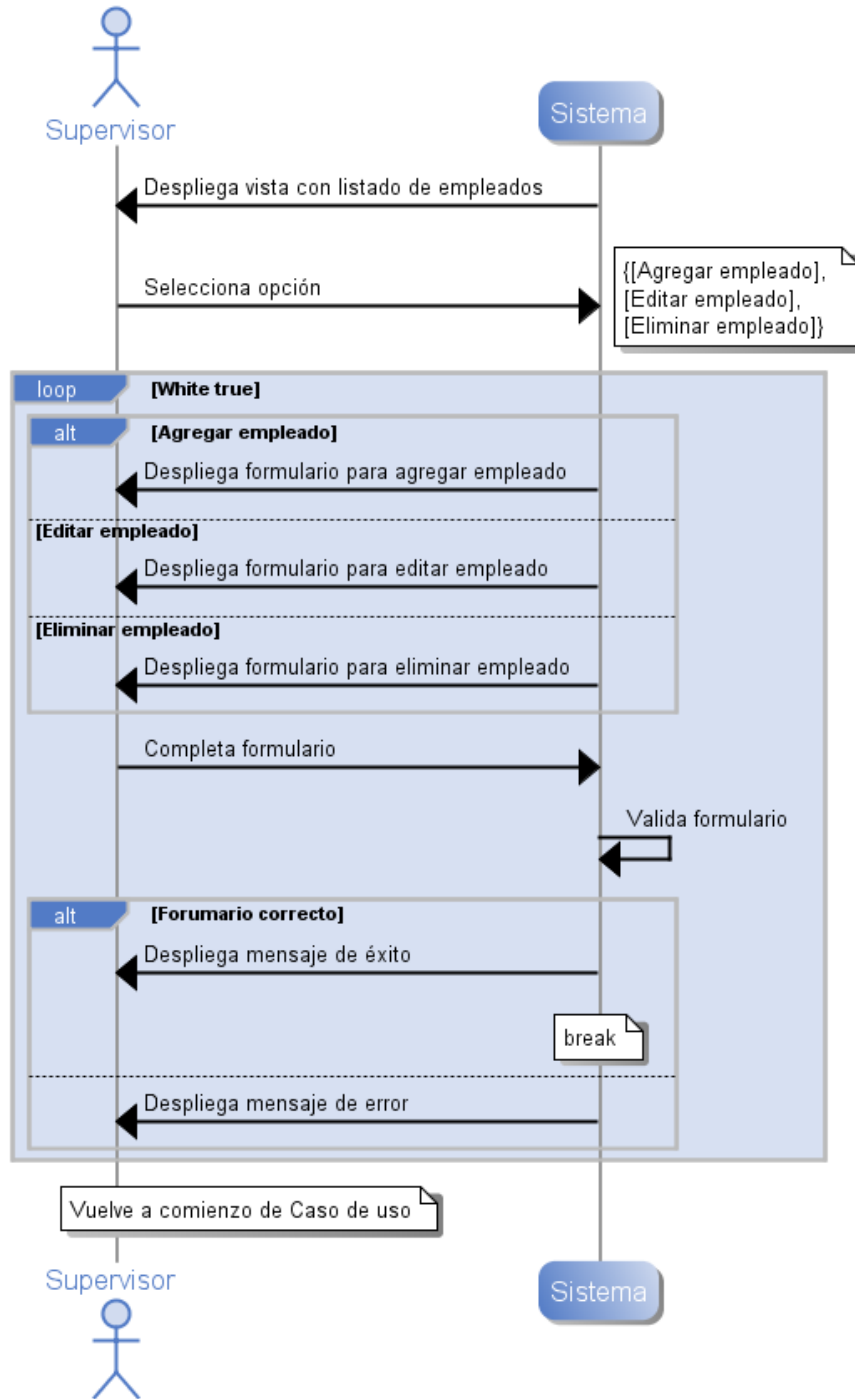 Supervisor
Sistema
Despliega vista con listado de empleados
Selecciona opción
{[Agregar empleado],
[Editar empleado],
[Eliminar empleado]}
loop
[White true]
alt
[Agregar empleado]
Despliega formulario para agregar empleado
[Editar empleado]
Despliega formulario para editar empleado
[Eliminar empleado]
Despliega formulario para eliminar empleado
Completa formulario
Valida formulario
alt
[Forumario correcto]
Despliega mensaje de éxito
break
Despliega mensaje de error
Vuelve a comienzo de Caso de uso
Supervisor
Sistema